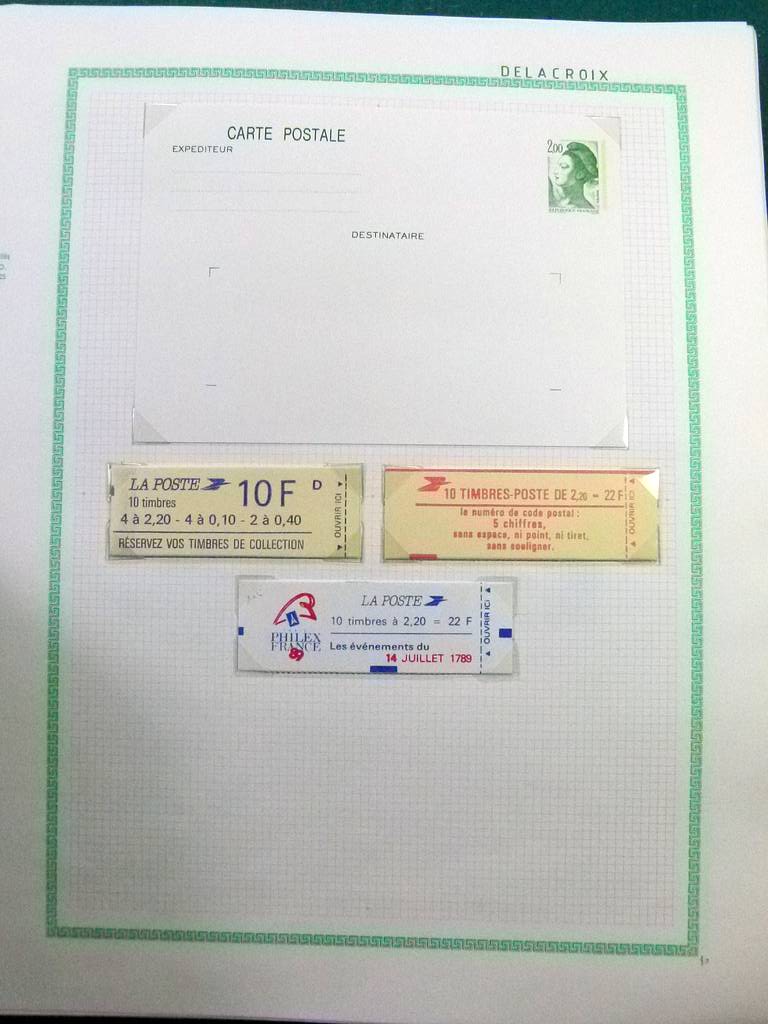 DELACROIX
CARTE POSTALE
EXPEDITEUR
2,00
REPUBLIQUE FRANÇAISE
DESTINATAIRE
LA POSTE 10F D
10 timbres
4 à 2,20 - 4 à 0,10 - 2 à 0,40
RÉSERVEZ VOS TIMBRES DE COLLECTION
OUVRIR ICI
10 TIMBRES-POSTE DE 2,20 = 22 F
le numéro de code postal :
5 chiffres,
sans espace, ni point, ni tiret,
sans souligner.
OUVRIR ICI
PHILEX
FRANCE
89
LA POSTE
10 timbres à 2,20 = 22 F
Les événements du
14 JUILLET 1789
OUVRIR ICI